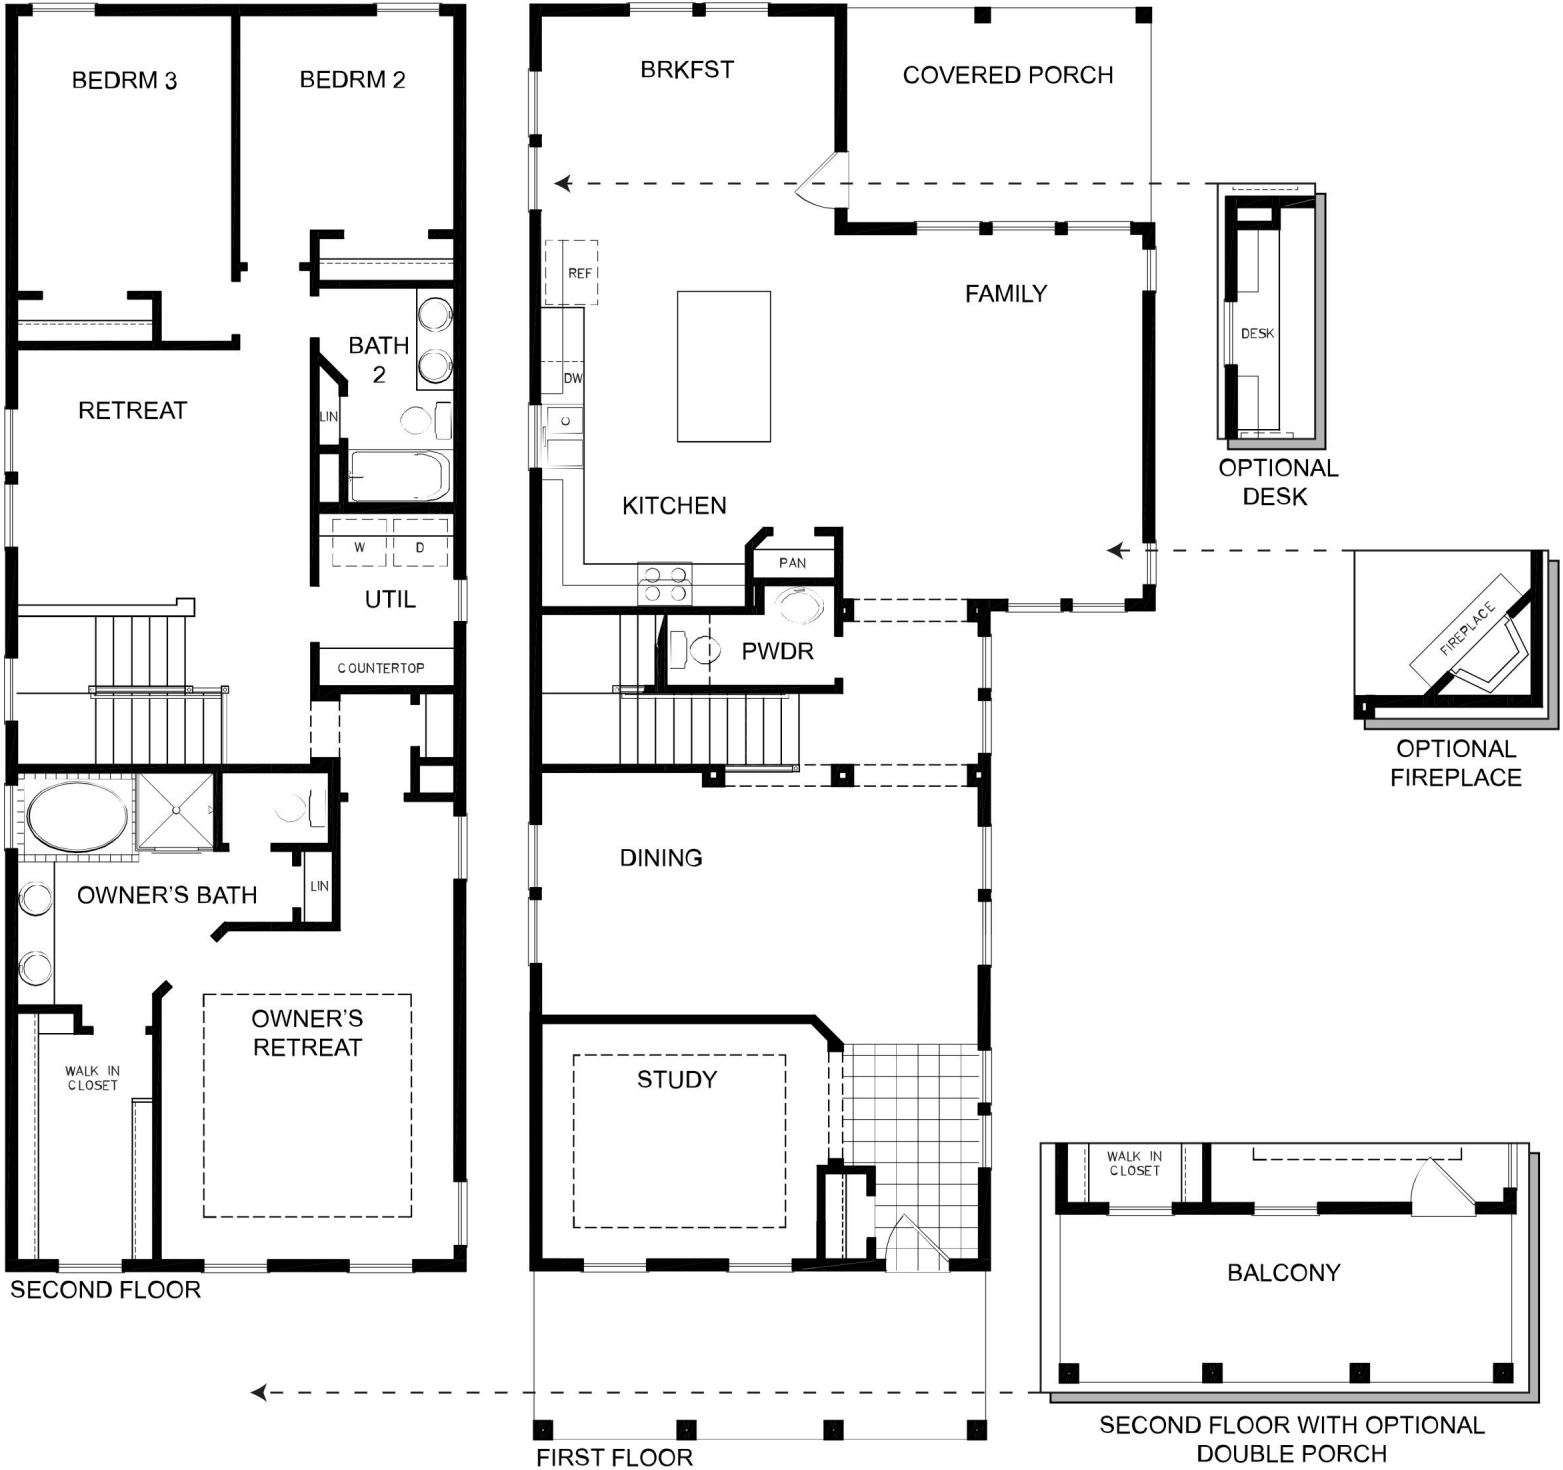 BEDRM 3
BEDRM 2
BATH
2
RETREAT
LIN
W
D
UTIL
COUNTERTOP
OWNER'S BATH
LIN
OWNER'S
RETREAT
WALK IN
CLOSET
SECOND FLOOR
BRKFST
COVERED PORCH
REF
FAMILY
DW
KITCHEN
PAN
PWDR
DINING
STUDY
FIRST FLOOR
DESK
OPTIONAL
DESK
FIREPLACE
OPTIONAL
FIREPLACE
WALK IN
CLOSET
BALCONY
SECOND FLOOR WITH OPTIONAL
DOUBLE PORCH